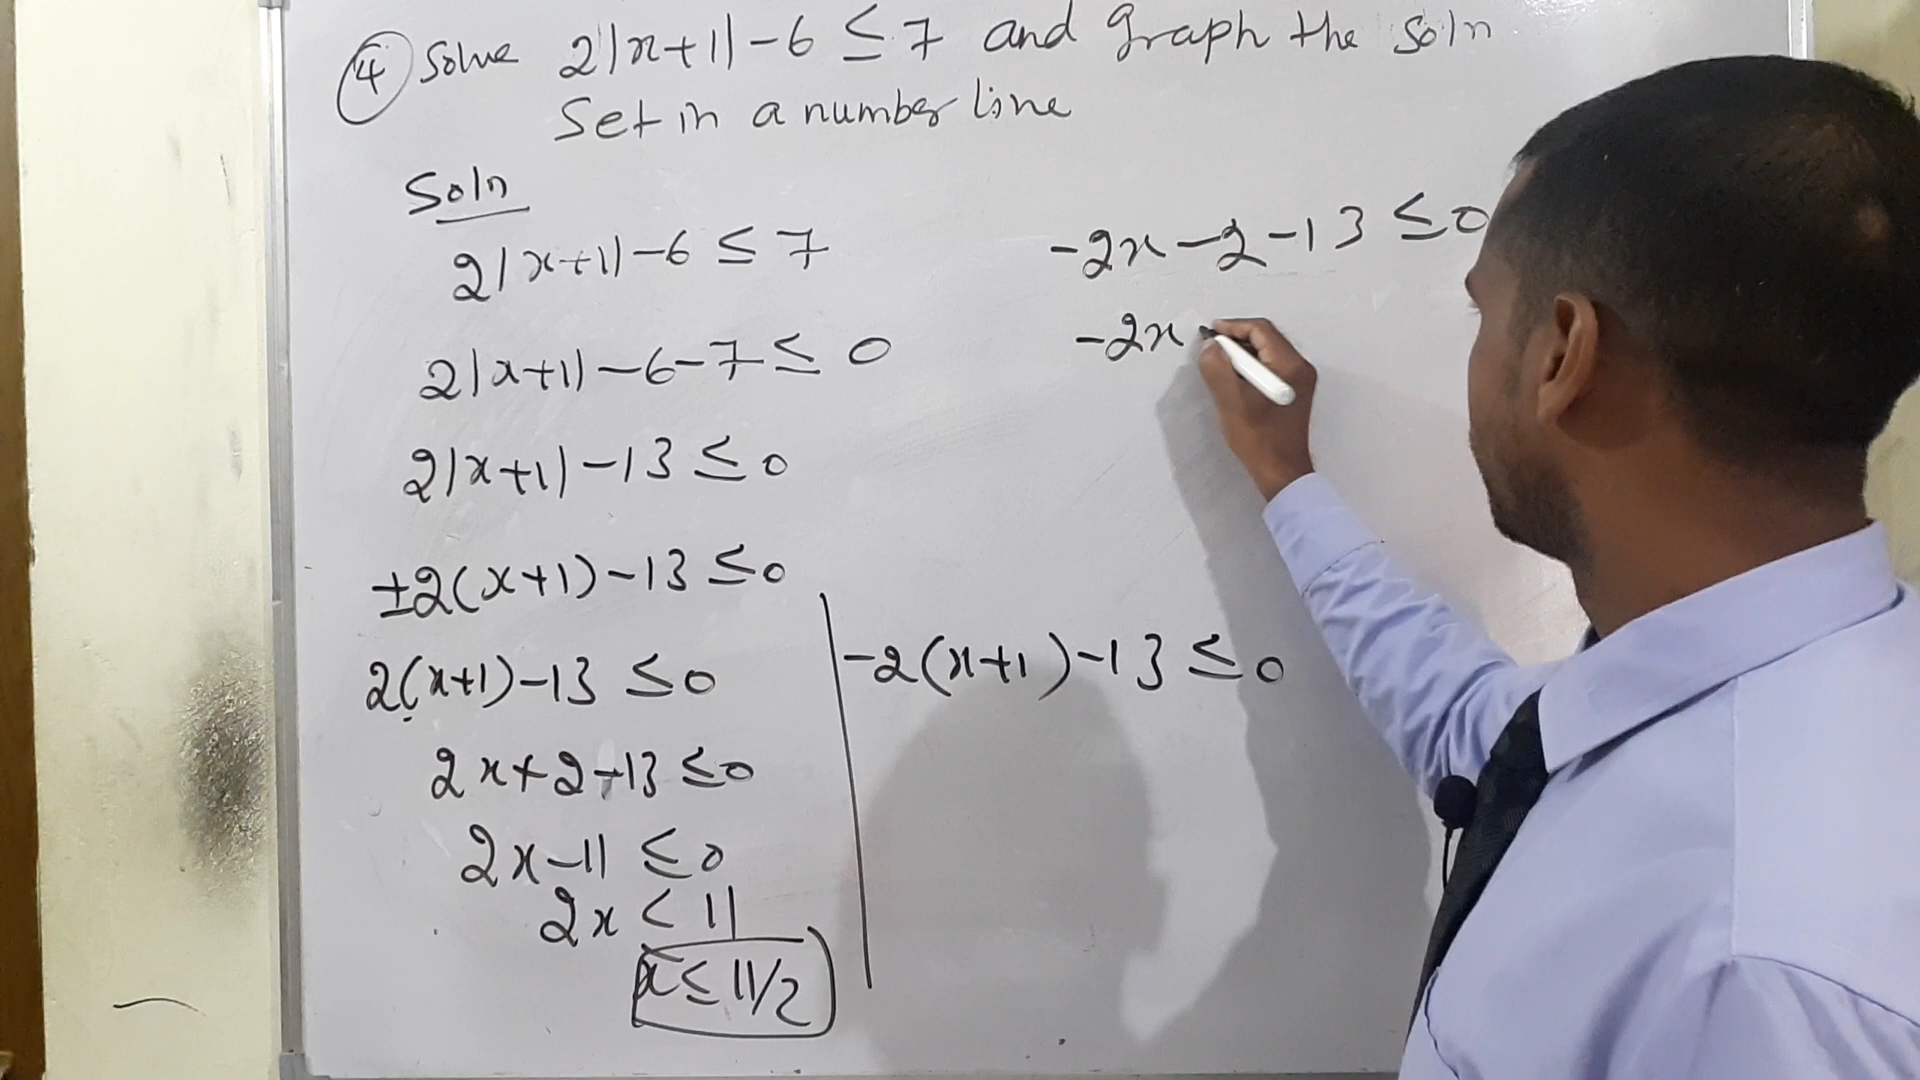 ④ Solve 2|x+1|-6 ≤ 7 and graph the soln
Set in a number line
Soln
2|x+1|-6 ≤ 7
2|x+1|-6-7 ≤ 0
2|x+1|-13 ≤ 0
±2(x+1)-13 ≤ 0
2(x+1)-13 ≤ 0
2x+2-13 ≤ 0
2x-11 ≤ 0
2x ≤ 11
x ≤ 11/2
-2(x+1)-13 ≤ 0
-2x-2-13 ≤ 0
-2x